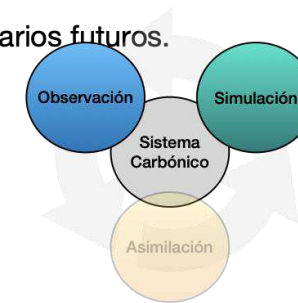 arios futuros.
Observación
Simulación
Sistema
Carbónico
Asimilación